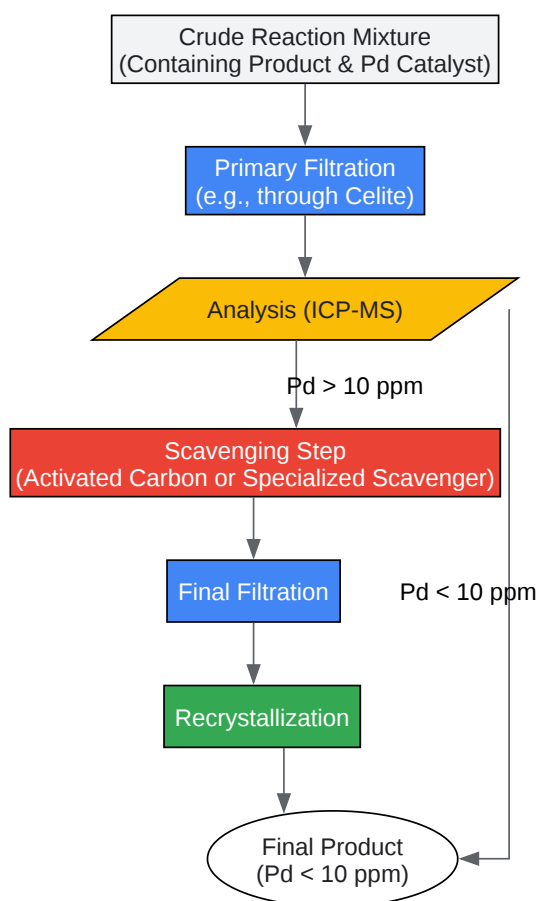 Crude Reaction Mixture
(Containing Product & Pd Catalyst)
Primary Filtration
(e.g., through Celite)
Analysis (ICP-MS)
Pd > 10 ppm
Scavenging Step
(Activated Carbon or Specialized Scavenger)
Final Filtration
Pd < 10 ppm
Recrystallization
Final Product
(Pd < 10 ppm)